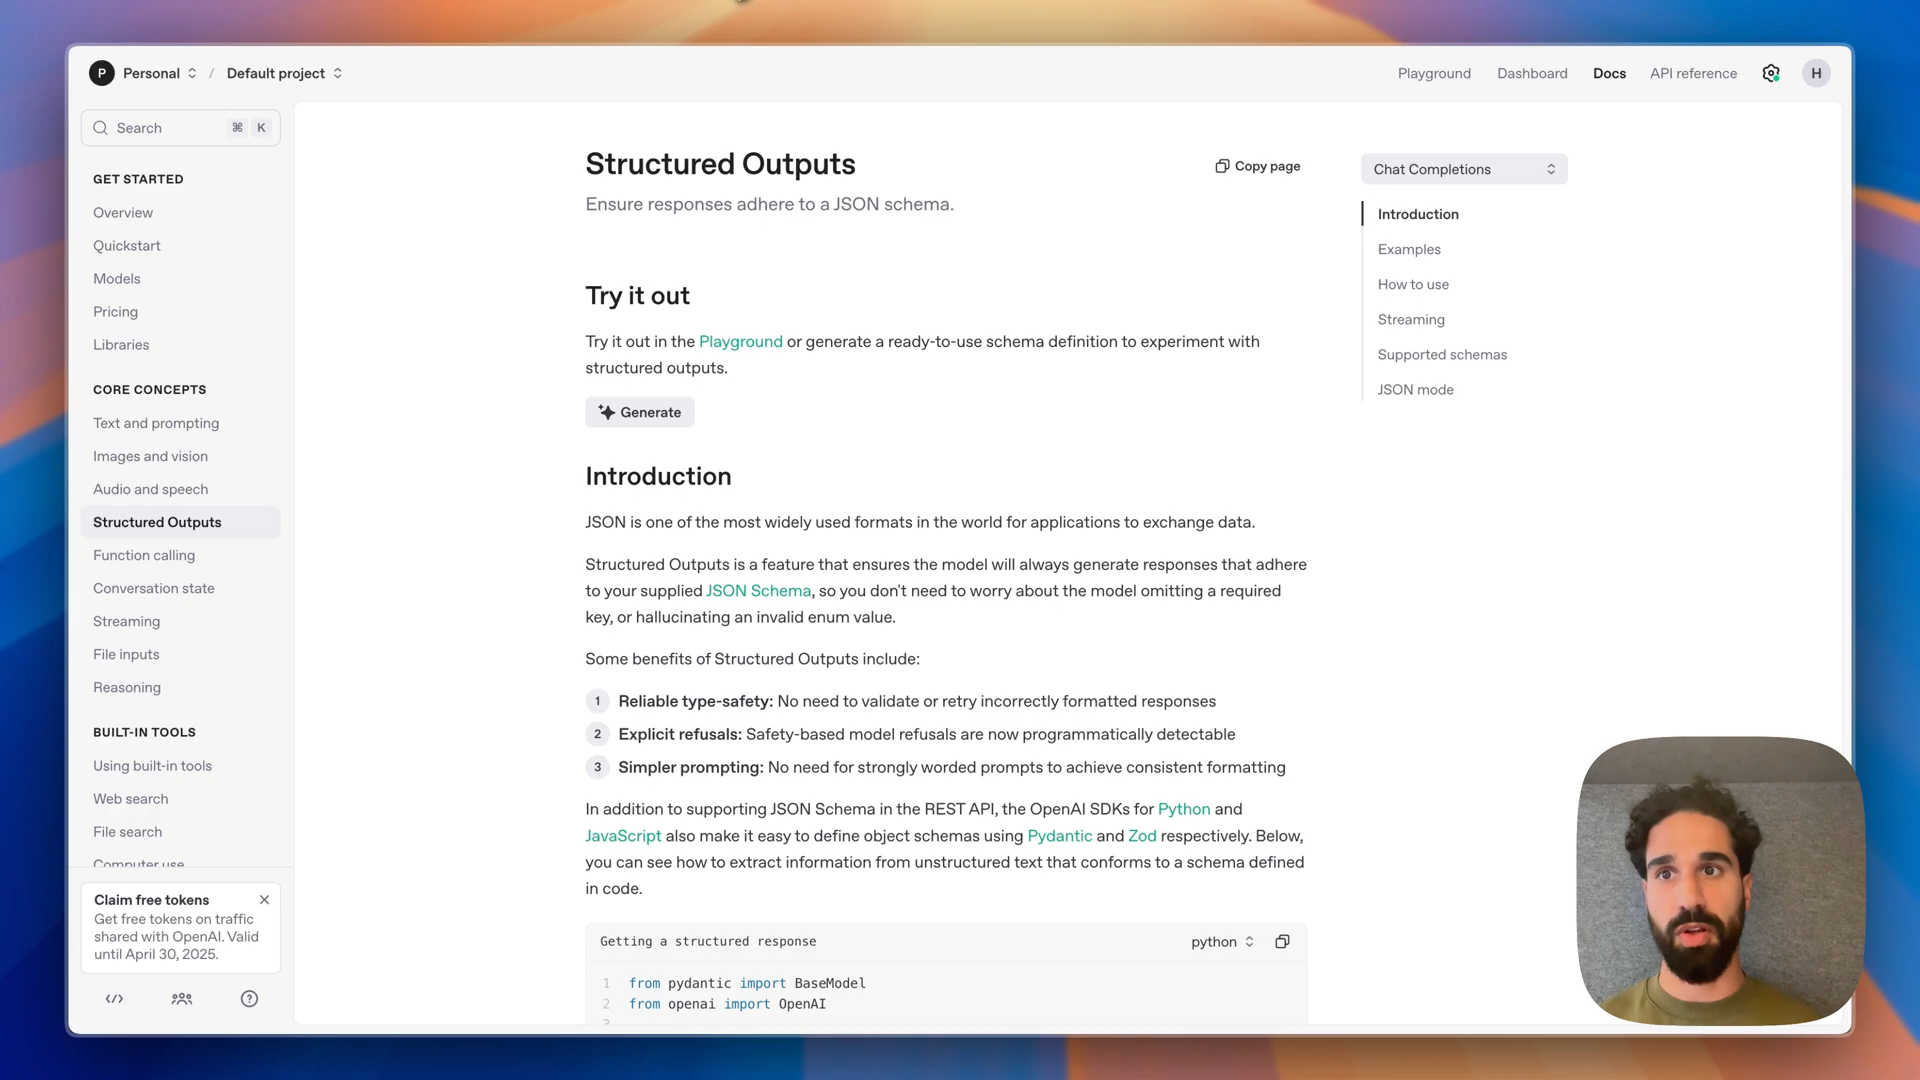 P Personal / Default project
Playground Dashboard Docs API reference H
Search ⌘ K
GET STARTED
Overview
Quickstart
Models
Pricing
Libraries
CORE CONCEPTS
Text and prompting
Images and vision
Audio and speech
Structured Outputs
Function calling
Conversation state
Streaming
File inputs
Reasoning
BUILT-IN TOOLS
Using built-in tools
Web search
File search
Computer use
Claim free tokens
Get free tokens on traffic
shared with OpenAI. Valid
until April 30, 2025.
Structured Outputs
Copy page
Ensure responses adhere to a JSON schema.
Try it out
Try it out in the Playground or generate a ready-to-use schema definition to experiment with
structured outputs.
Generate
Introduction
JSON is one of the most widely used formats in the world for applications to exchange data.
Structured Outputs is a feature that ensures the model will always generate responses that adhere
to your supplied JSON Schema, so you don't need to worry about the model omitting a required
key, or hallucinating an invalid enum value.
Some benefits of Structured Outputs include:
1 Reliable type-safety: No need to validate or retry incorrectly formatted responses
2 Explicit refusals: Safety-based model refusals are now programmatically detectable
3 Simpler prompting: No need for strongly worded prompts to achieve consistent formatting
In addition to supporting JSON Schema in the REST API, the OpenAI SDKs for Python and
JavaScript also make it easy to define object schemas using Pydantic and Zod respectively. Below,
you can see how to extract information from unstructured text that conforms to a schema defined
in code.
Getting a structured response python
1 from pydantic import BaseModel
2 from openai import OpenAI
3
Chat Completions
Introduction
Examples
How to use
Streaming
Supported schemas
JSON mode